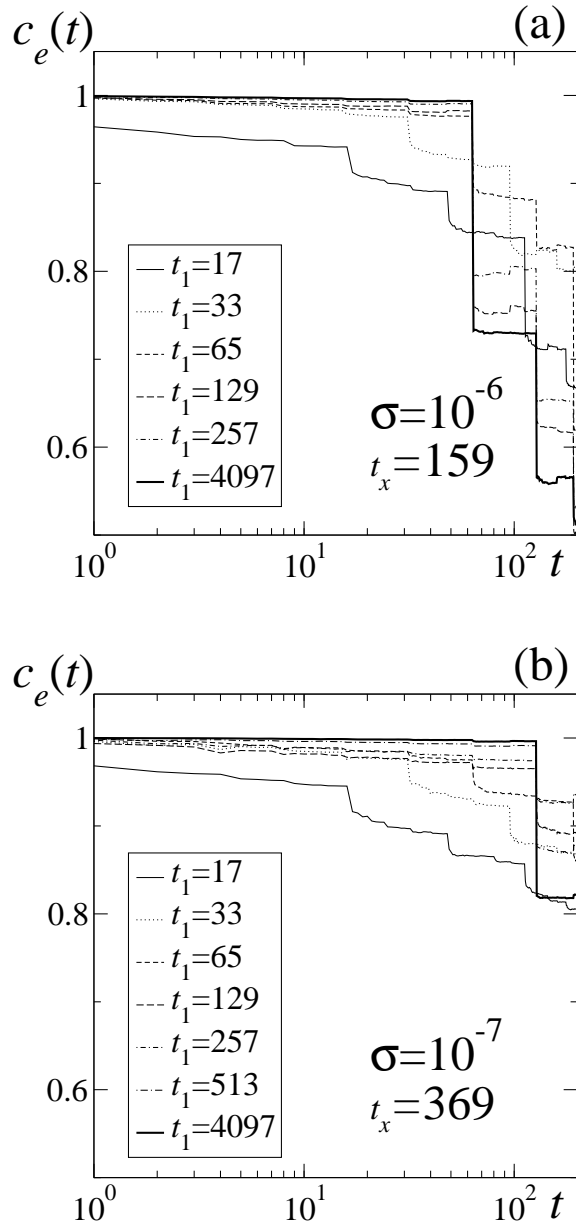 c_e(t)
(a)
1
0.8
0.6
t_1=17
t_1=33
t_1=65
t_1=129
t_1=257
t_1=4097
σ=10^-6
t_x=159
10^0
10^1
10^2
t
c_e(t)
(b)
1
0.8
0.6
t_1=17
t_1=33
t_1=65
t_1=129
t_1=257
t_1=513
t_1=4097
σ=10^-7
t_x=369
10^0
10^1
10^2
t